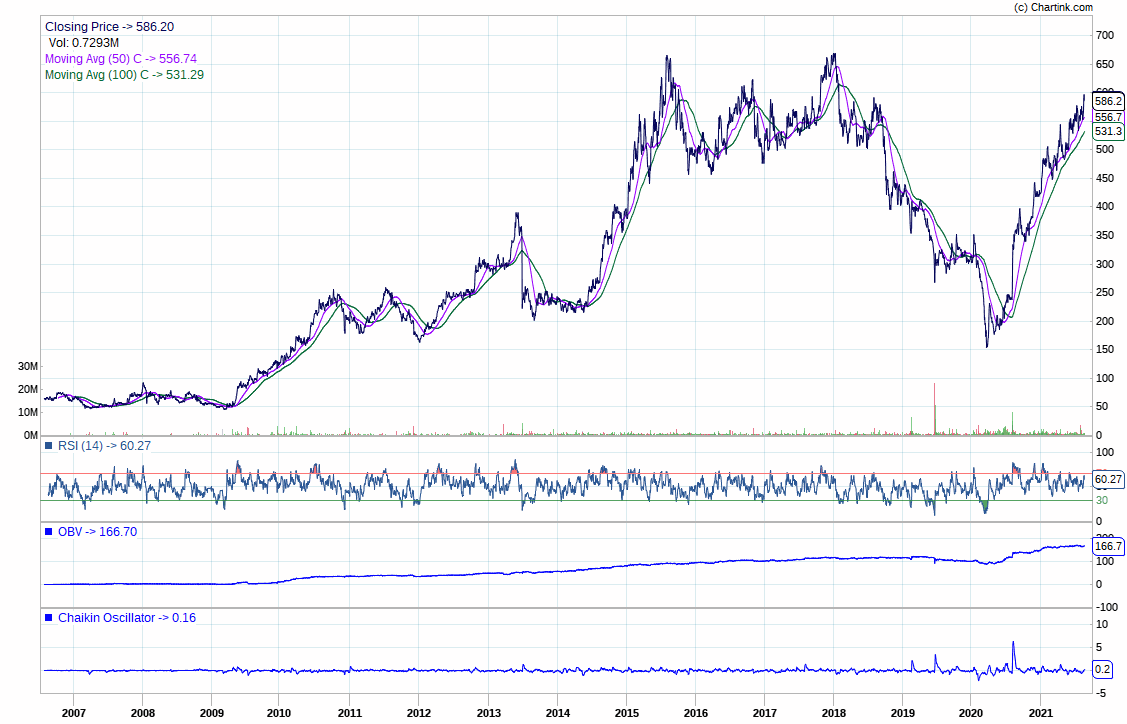 (c) Chartink.com
Closing Price -> 586.20
Vol: 0.7293M
Moving Avg (50) C -> 556.74
Moving Avg (100) C -> 531.29
700
650
586.2
556.7
531.3
500
450
400
350
300
250
200
150
100
50
0
30M
20M
10M
0M
RSI (14) -> 60.27
100
60.27
30
0
OBV -> 166.70
166.7
100
0
-100
Chaikin Oscillator -> 0.16
10
5
0.2
-5
2007 2008 2009 2010 2011 2012 2013 2014 2015 2016 2017 2018 2019 2020 2021